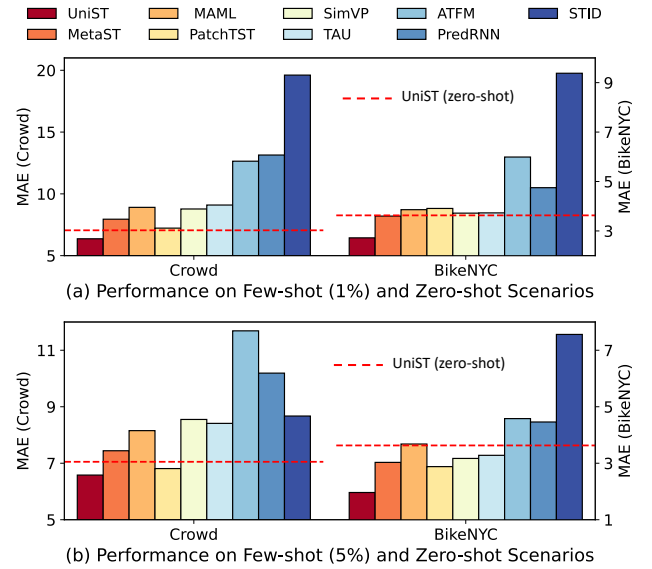 UniST MAML SimVP ATFM STID
MetaST PatchTST TAU PredRNN
20
15
10
5
MAE (Crowd)
UniST (zero-shot)
9
7
5
3
MAE (BikeNYC)
Crowd BikeNYC
(a) Performance on Few-shot (1%) and Zero-shot Scenarios
11
9
7
5
MAE (Crowd)
UniST (zero-shot)
7
5
3
1
MAE (BikeNYC)
Crowd BikeNYC
(b) Performance on Few-shot (5%) and Zero-shot Scenarios